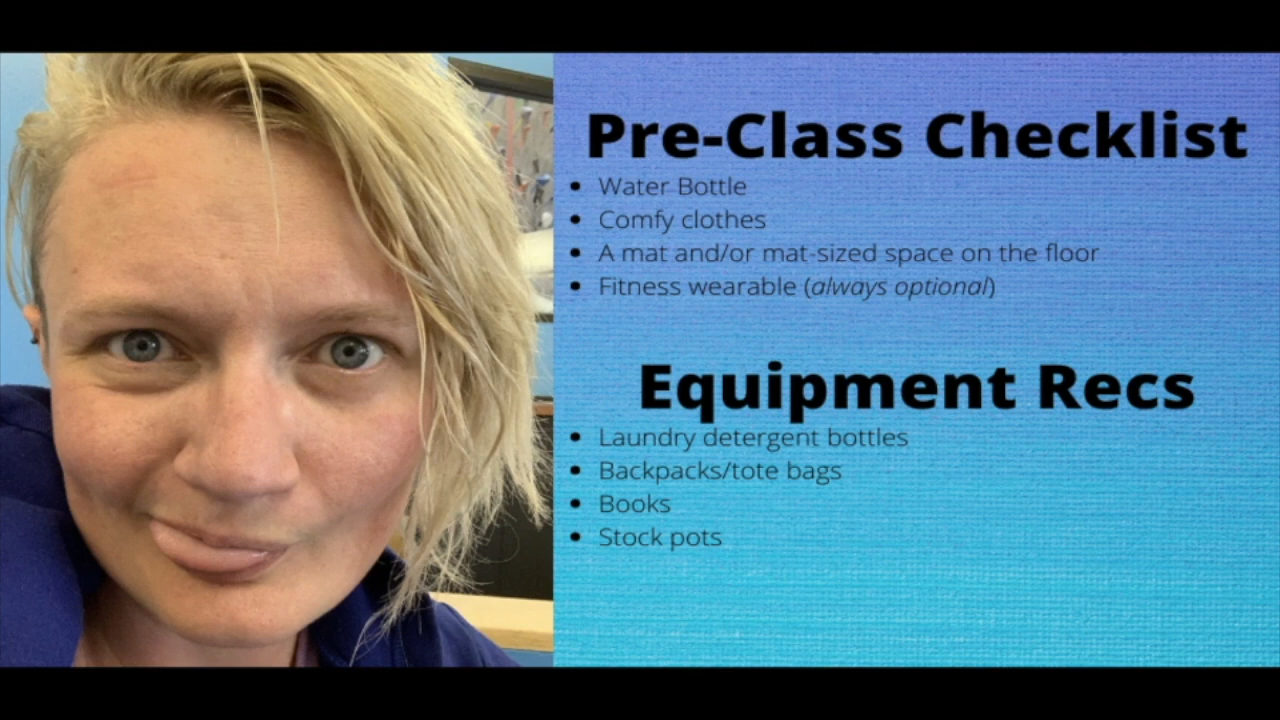 Pre-Class Checklist
• Water Bottle
• Comfy clothes
• A mat and/or mat-sized space on the floor
• Fitness wearable (always optional)
Equipment Recs
• Laundry detergent bottles
• Backpacks/tote bags
• Books
• Stock pots